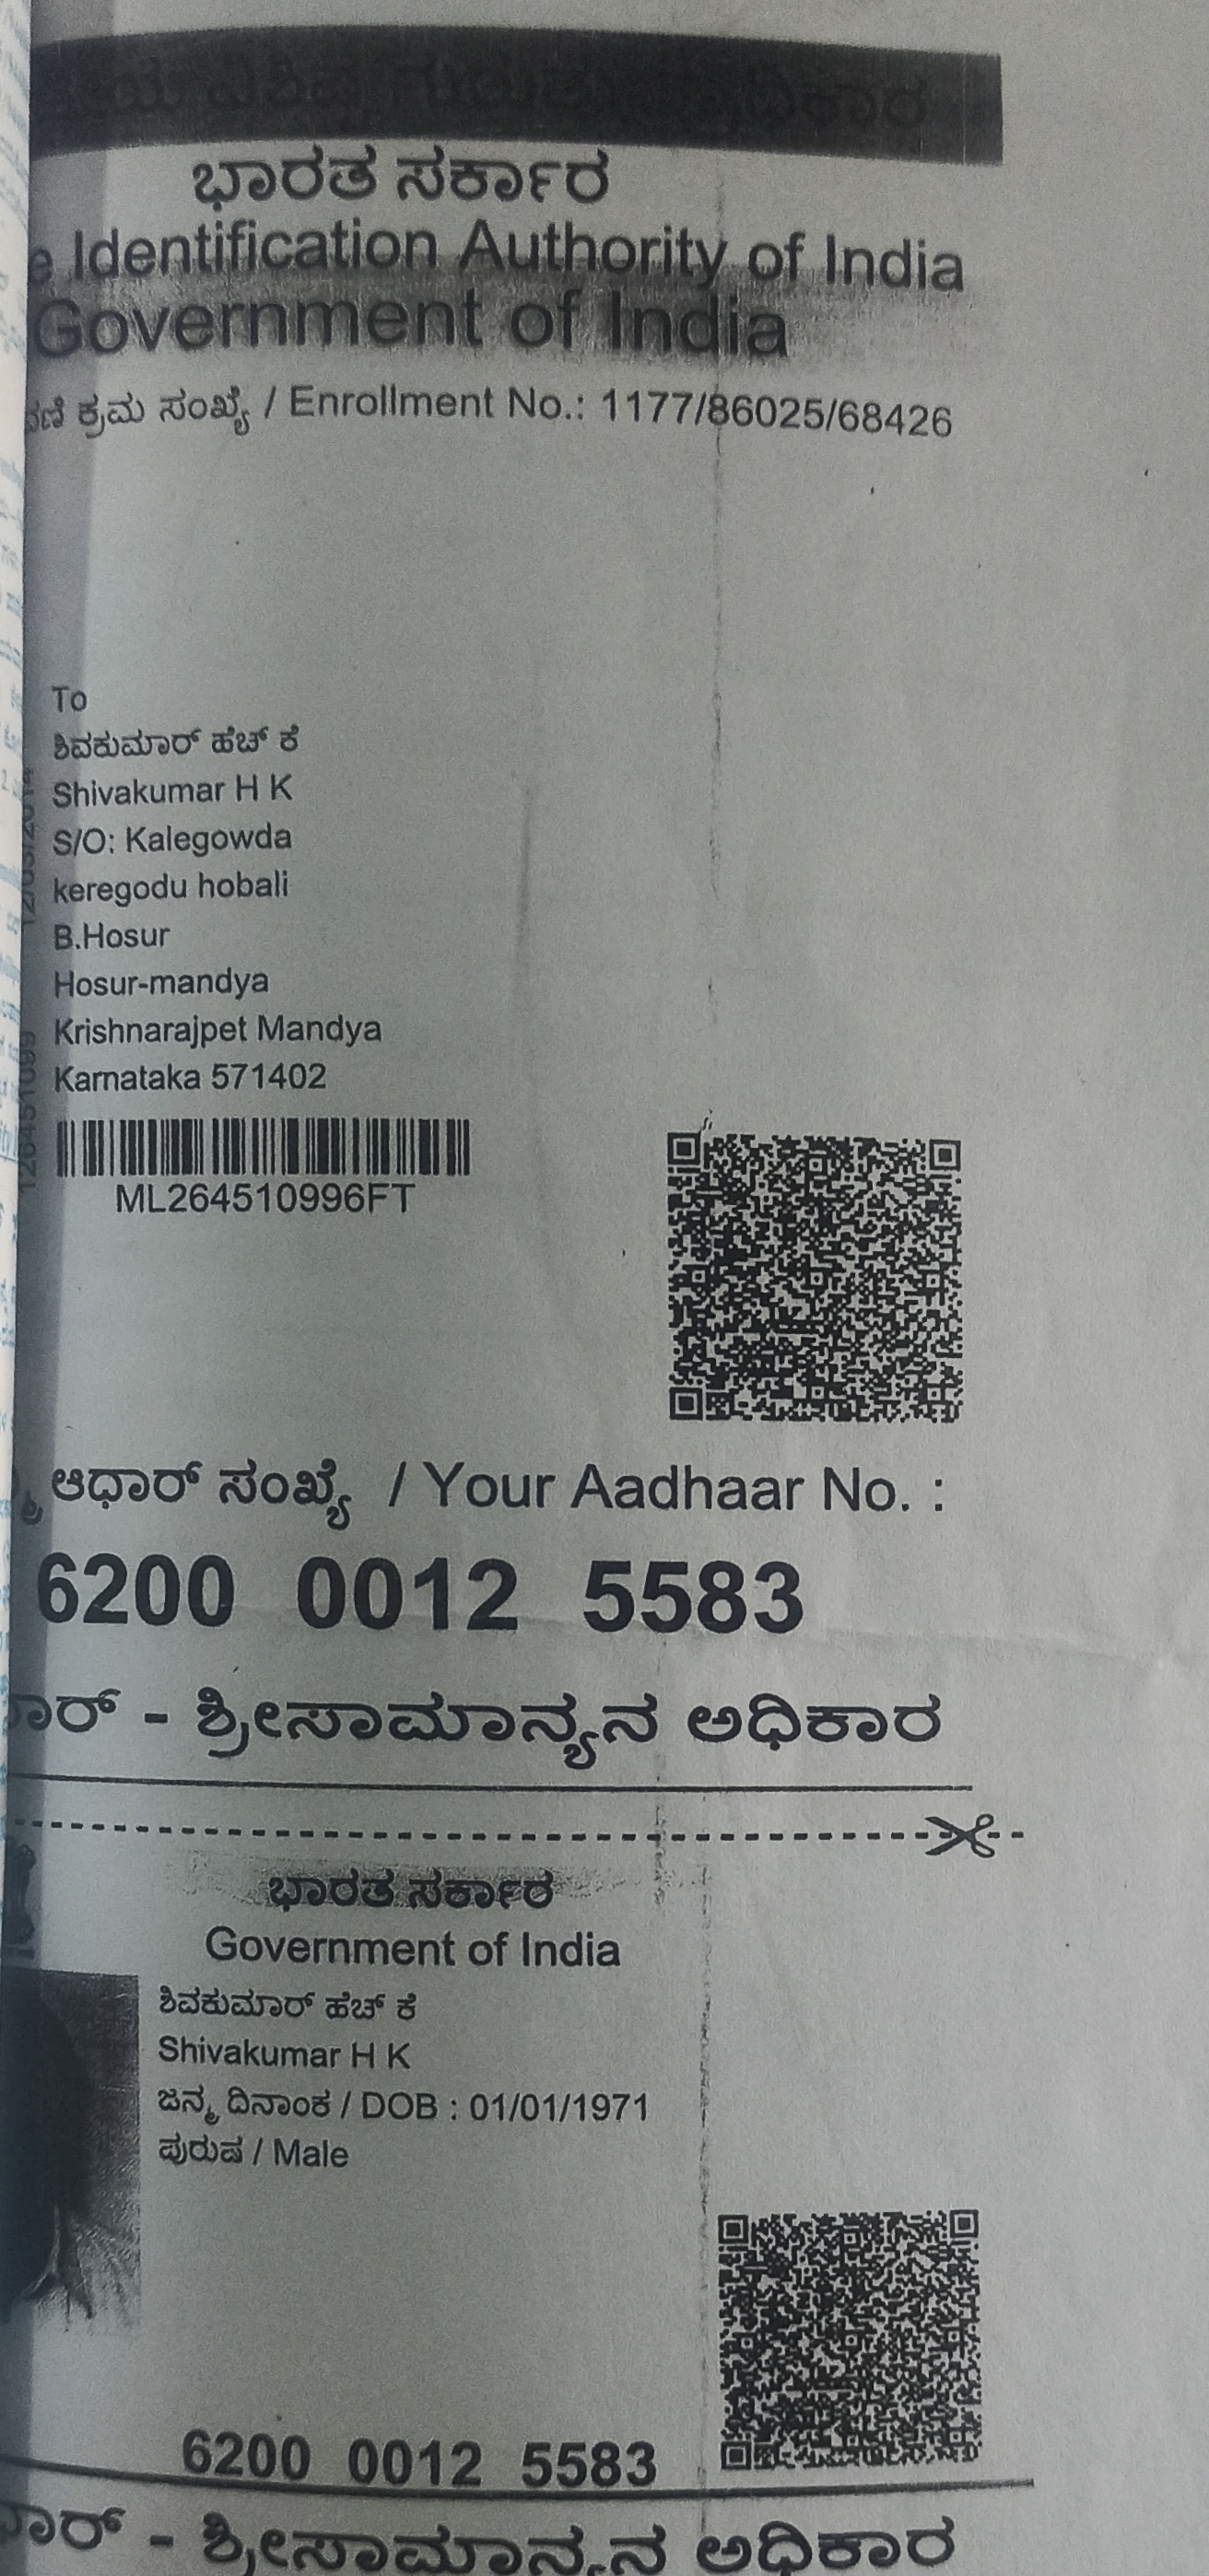 ಭಾರತ ಸರ್ಕಾರ
Identification Authority of India
Government of India
ಕ್ರಮ ಸಂಖ್ಯೆ / Enrollment No.: 1177/86025/68426
To
ಶಿವಕುಮಾರ್ ಹೆಚ್ ಕೆ
Shivakumar H K
S/O: Kalegowda
keregodu hobali
B.Hosur
Hosur-mandya
Krishnarajpet Mandya
Karnataka 571402
ML264510996FT
ಆಧಾರ್ ಸಂಖ್ಯೆ / Your Aadhaar No. :
6200 0012 5583
- ಶ್ರೀಸಾಮಾನ್ಯನ ಅಧಿಕಾರ
ಭಾರತ ಸರ್ಕಾರ
Government of India
ಶಿವಕುಮಾರ್ ಹೆಚ್ ಕೆ
Shivakumar H K
ಜನ್ಮ ದಿನಾಂಕ / DOB : 01/01/1971
ಪುರುಷ / Male
6200 0012 5583
- ಶ್ರೀಸಾಮಾನ್ಯನ ಅಧಿಕಾರ